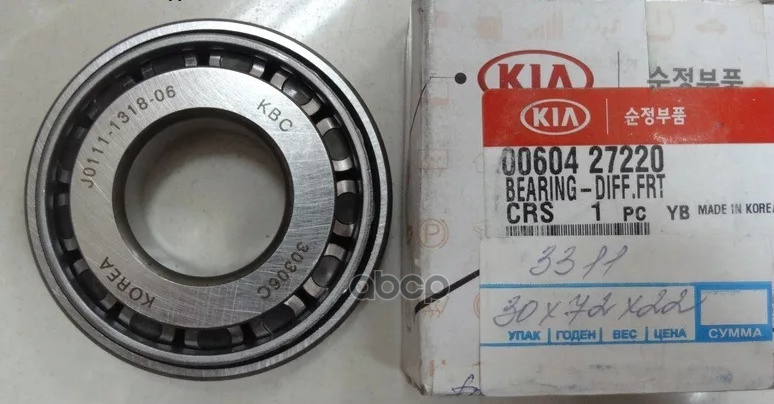 J0111-1318-06
KBC
30306C
KOREA
KIA 순정부품
KIA 순정부품
00604 27220
BEARING-DIFF.FRT
CRS 1 PC YB MADE IN KOREA
3311
30x72x22
УПАК ГОДЕН ВЕС ЦЕНА СУММА
abcp